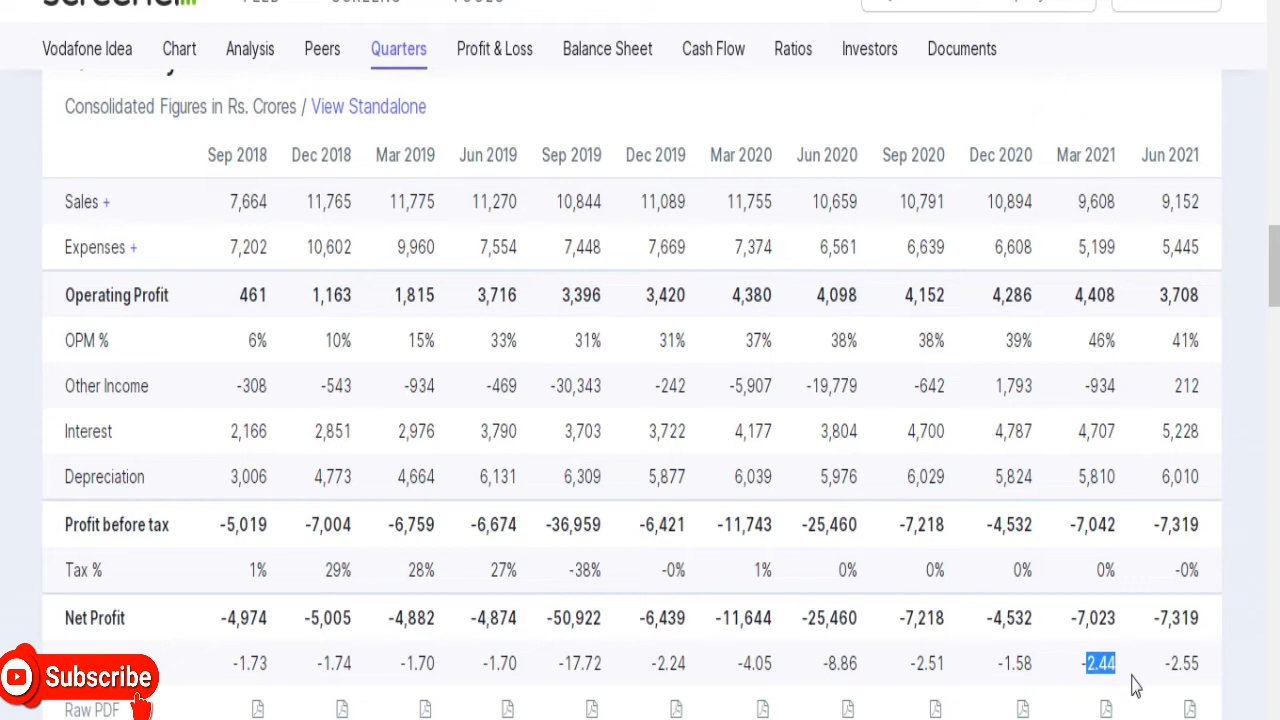 Vodafone Idea Chart Analysis Peers Quarters Profit & Loss Balance Sheet Cash Flow Ratios Investors Documents
Consolidated Figures in Rs. Crores / View Standalone
Sep 2018 Dec 2018 Mar 2019 Jun 2019 Sep 2019 Dec 2019 Mar 2020 Jun 2020 Sep 2020 Dec 2020 Mar 2021 Jun 2021
Sales + 7,664 11,765 11,775 11,270 10,844 11,089 11,755 10,659 10,791 10,894 9,608 9,152
Expenses + 7,202 10,602 9,960 7,554 7,448 7,669 7,374 6,561 6,639 6,608 5,199 5,445
Operating Profit 461 1,163 1,815 3,716 3,396 3,420 4,380 4,098 4,152 4,286 4,408 3,708
OPM % 6% 10% 15% 33% 31% 31% 37% 38% 38% 39% 46% 41%
Other Income -308 -543 -934 -469 -30,343 -242 -5,907 -19,779 -642 1,793 -934 212
Interest 2,166 2,851 2,976 3,790 3,703 3,722 4,177 3,804 4,700 4,787 4,707 5,228
Depreciation 3,006 4,773 4,664 6,131 6,309 5,877 6,039 5,976 6,029 5,824 5,810 6,010
Profit before tax -5,019 -7,004 -6,759 -6,674 -36,959 -6,421 -11,743 -25,460 -7,218 -4,532 -7,042 -7,319
Tax % 1% 29% 28% 27% -38% -0% 1% 0% 0% 0% 0% -0%
Net Profit -4,974 -5,005 -4,882 -4,874 -50,922 -6,439 -11,644 -25,460 -7,218 -4,532 -7,023 -7,319
-1.73 -1.74 -1.70 -1.70 -17.72 -2.24 -4.05 -8.86 -2.51 -1.58 -2.44 -2.55
Subscribe
Raw PDF